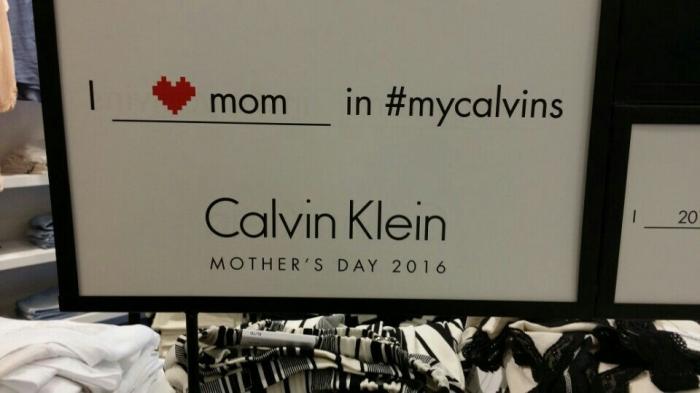 I ❤ mom in #mycalvins
Calvin Klein
MOTHER'S DAY 2016
I 20